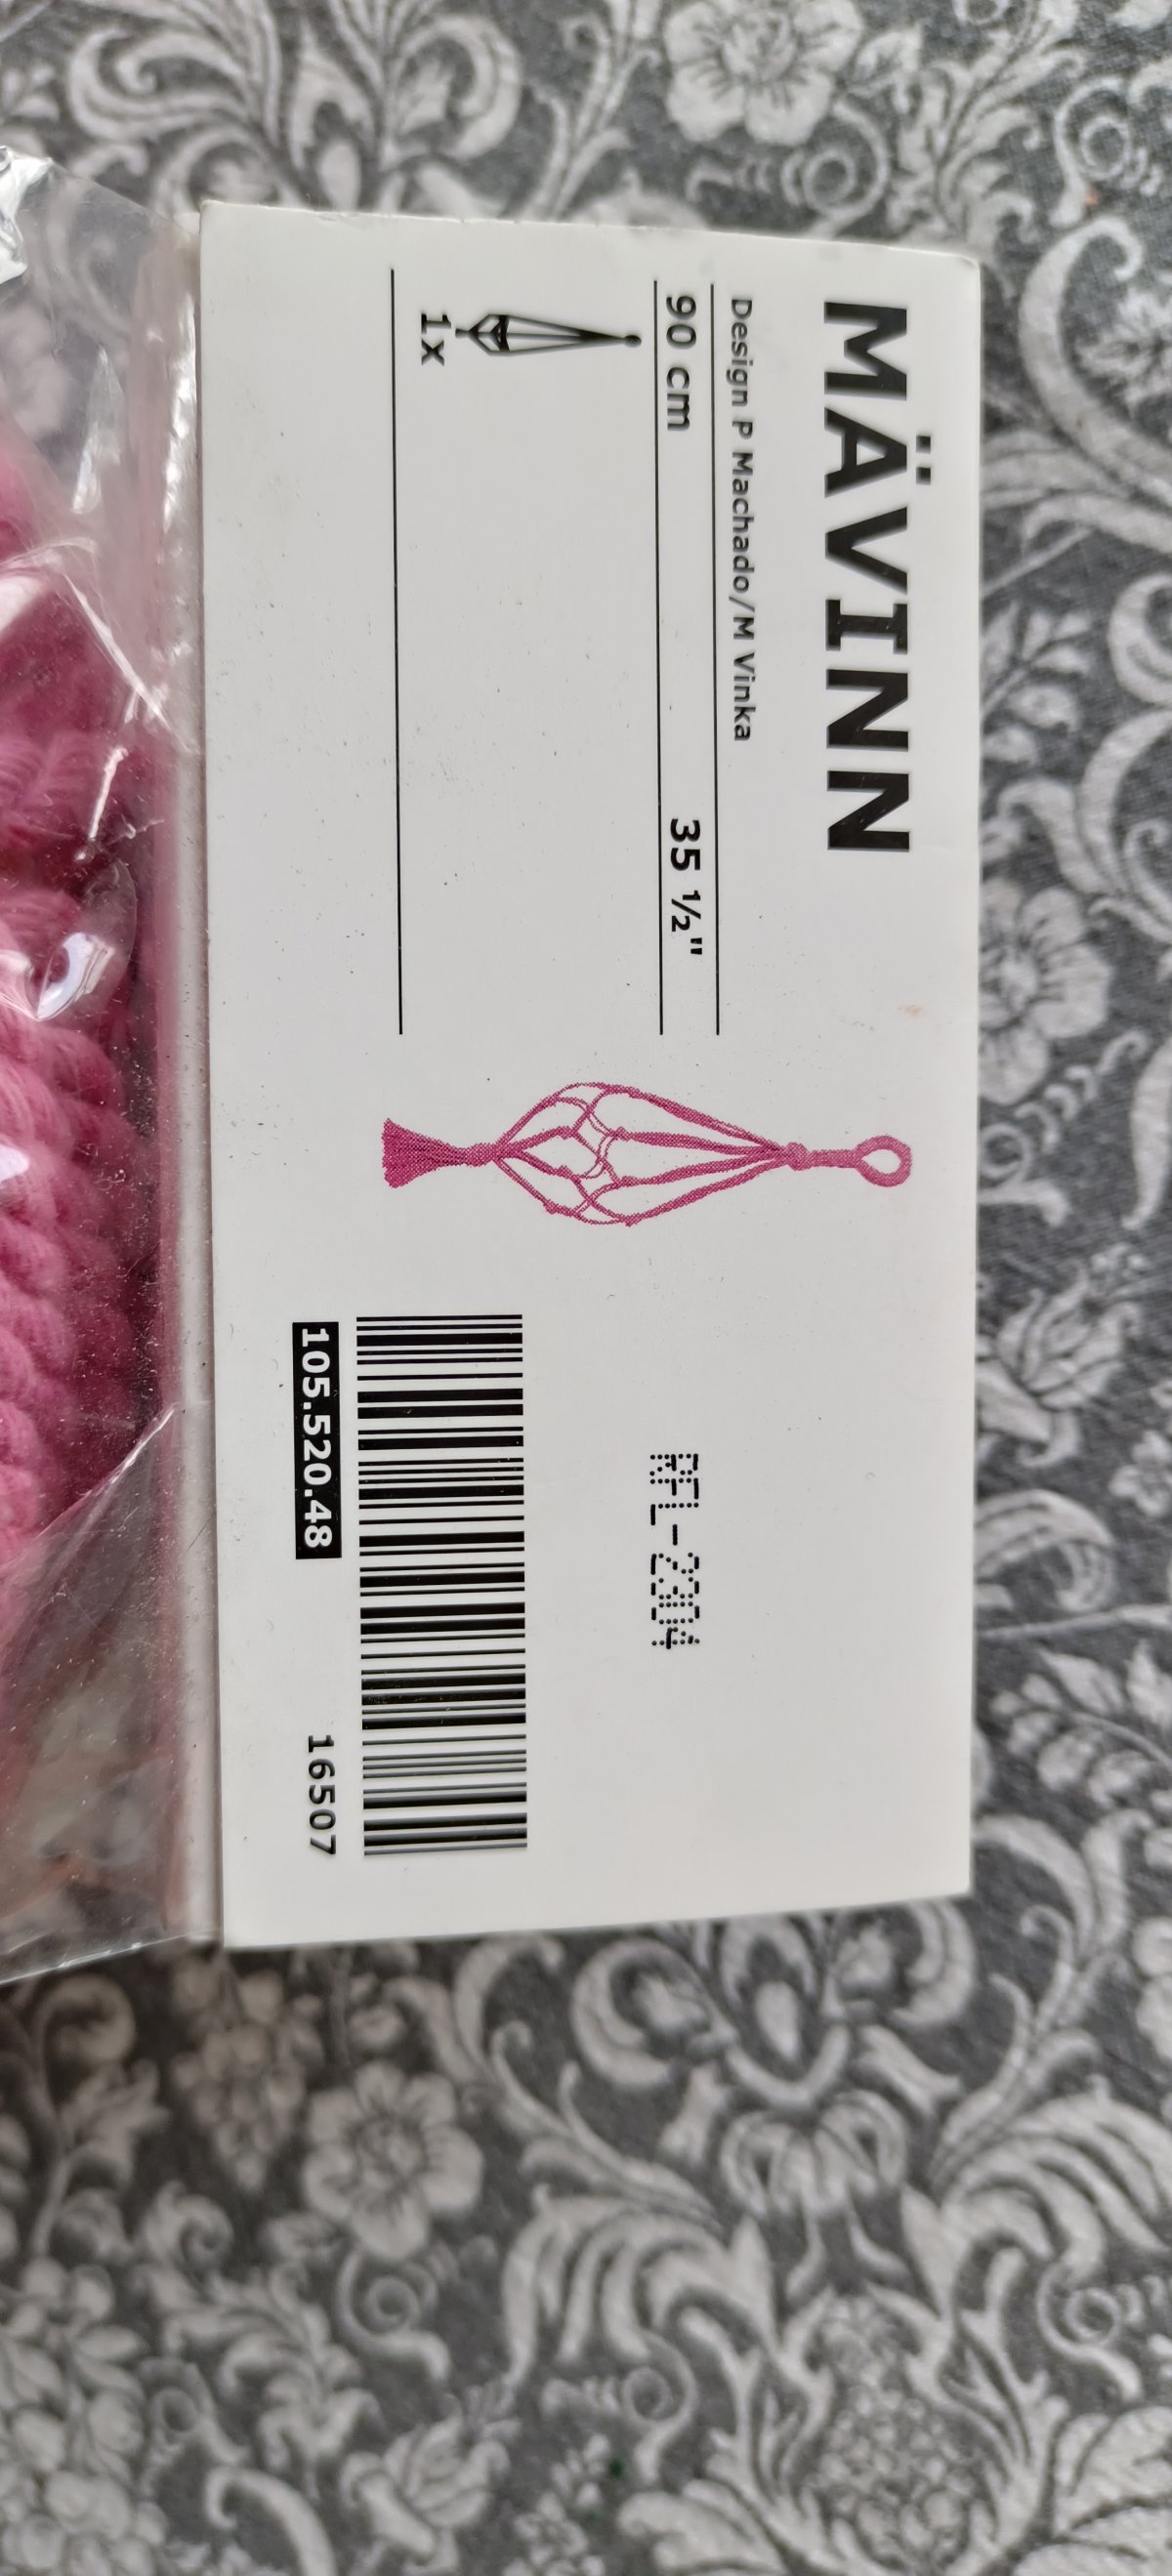 MÄVINN
Design P Machado/M Vinka
90 cm 35 ½"
1x
RFL-2304
105.520.48
16507